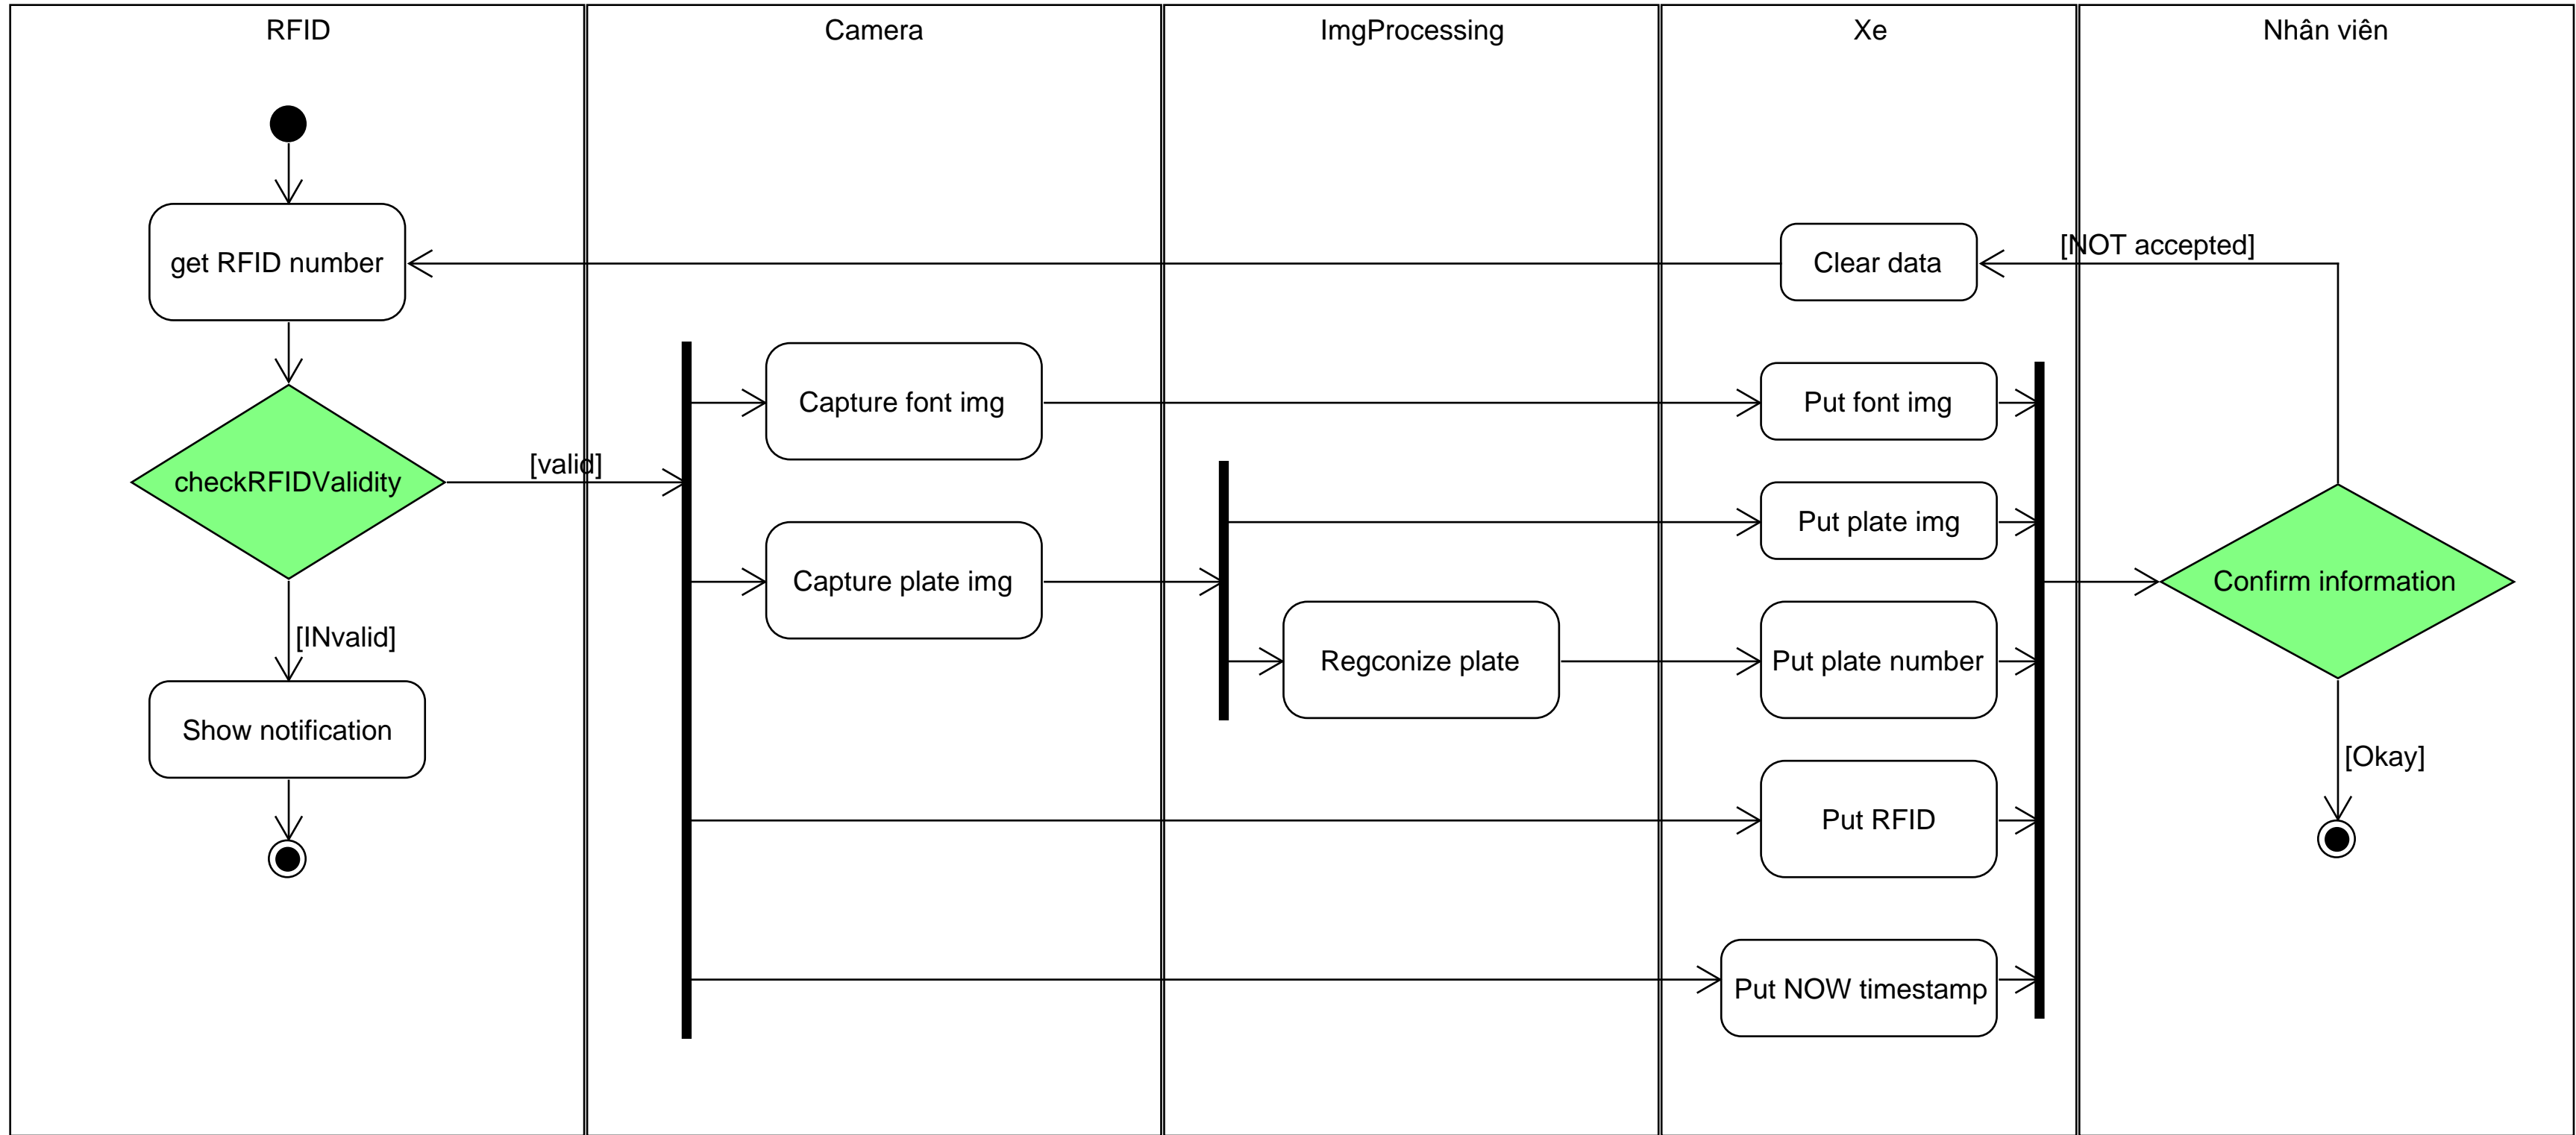 RFID
Camera
ImgProcessing
Xe
Nhân viên
get RFID number
Clear data
[NOT accepted]
Capture font img
Put font img
checkRFIDValidity
[valid]
Put plate img
Capture plate img
Confirm information
[INvalid]
Regconize plate
Put plate number
Show notification
[Okay]
Put RFID
Put NOW timestamp